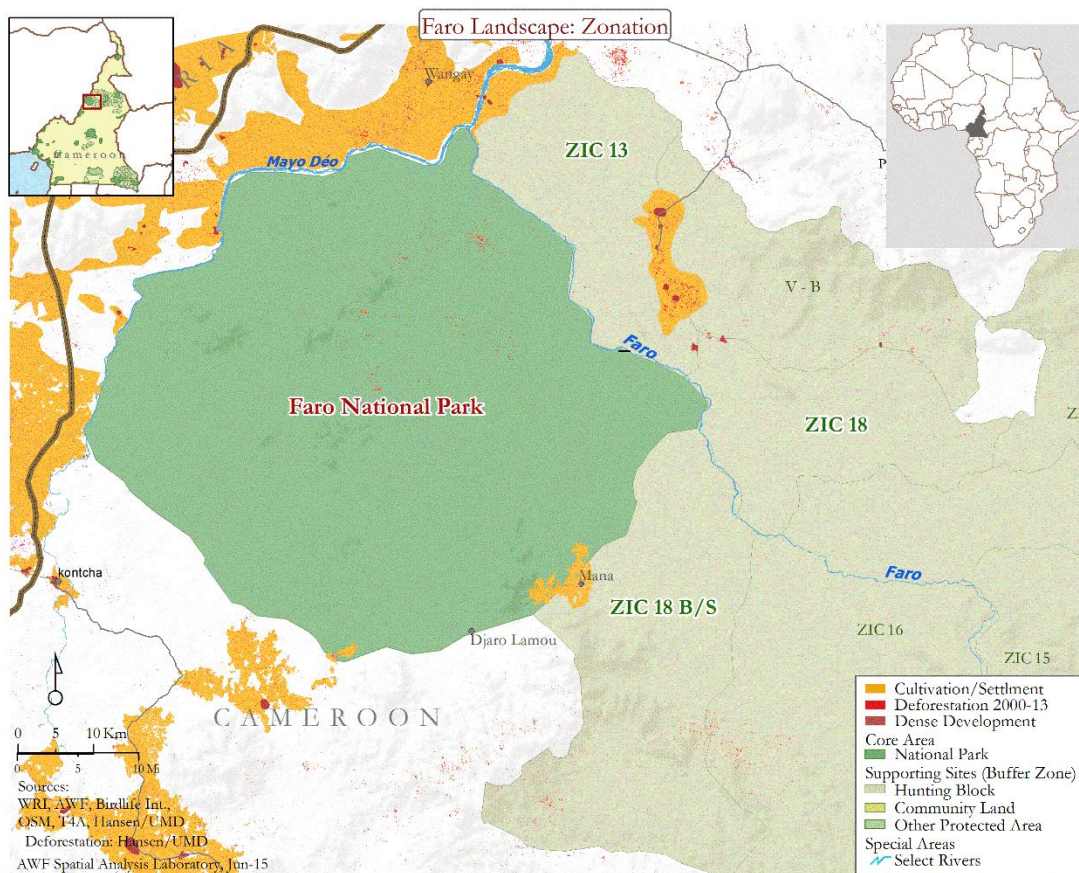 Faro Landscape: Zonation
R I A
Wangay
Cameroon
Mayo Déo
ZIC 13
P
V - B
Faro
Faro National Park
ZIC 18
Z
kontcha
Mana
Faro
ZIC 18 B/S
Djaro Lamou
ZIC 16
ZIC 15
CAMEROON
0 5 10 Km
0 5 10 Mi
Sources:
WRI, AWF, Birdlife Int.,
OSM, T4A, Hansen/UMD
Deforestation: Hansen/UMD
AWF Spatial Analysis Laboratory, Jun-15
Cultivation/Settlment
Deforestation 2000-13
Dense Development
Core Area
National Park
Supporting Sites (Buffer Zone)
Hunting Block
Community Land
Other Protected Area
Special Areas
Select Rivers